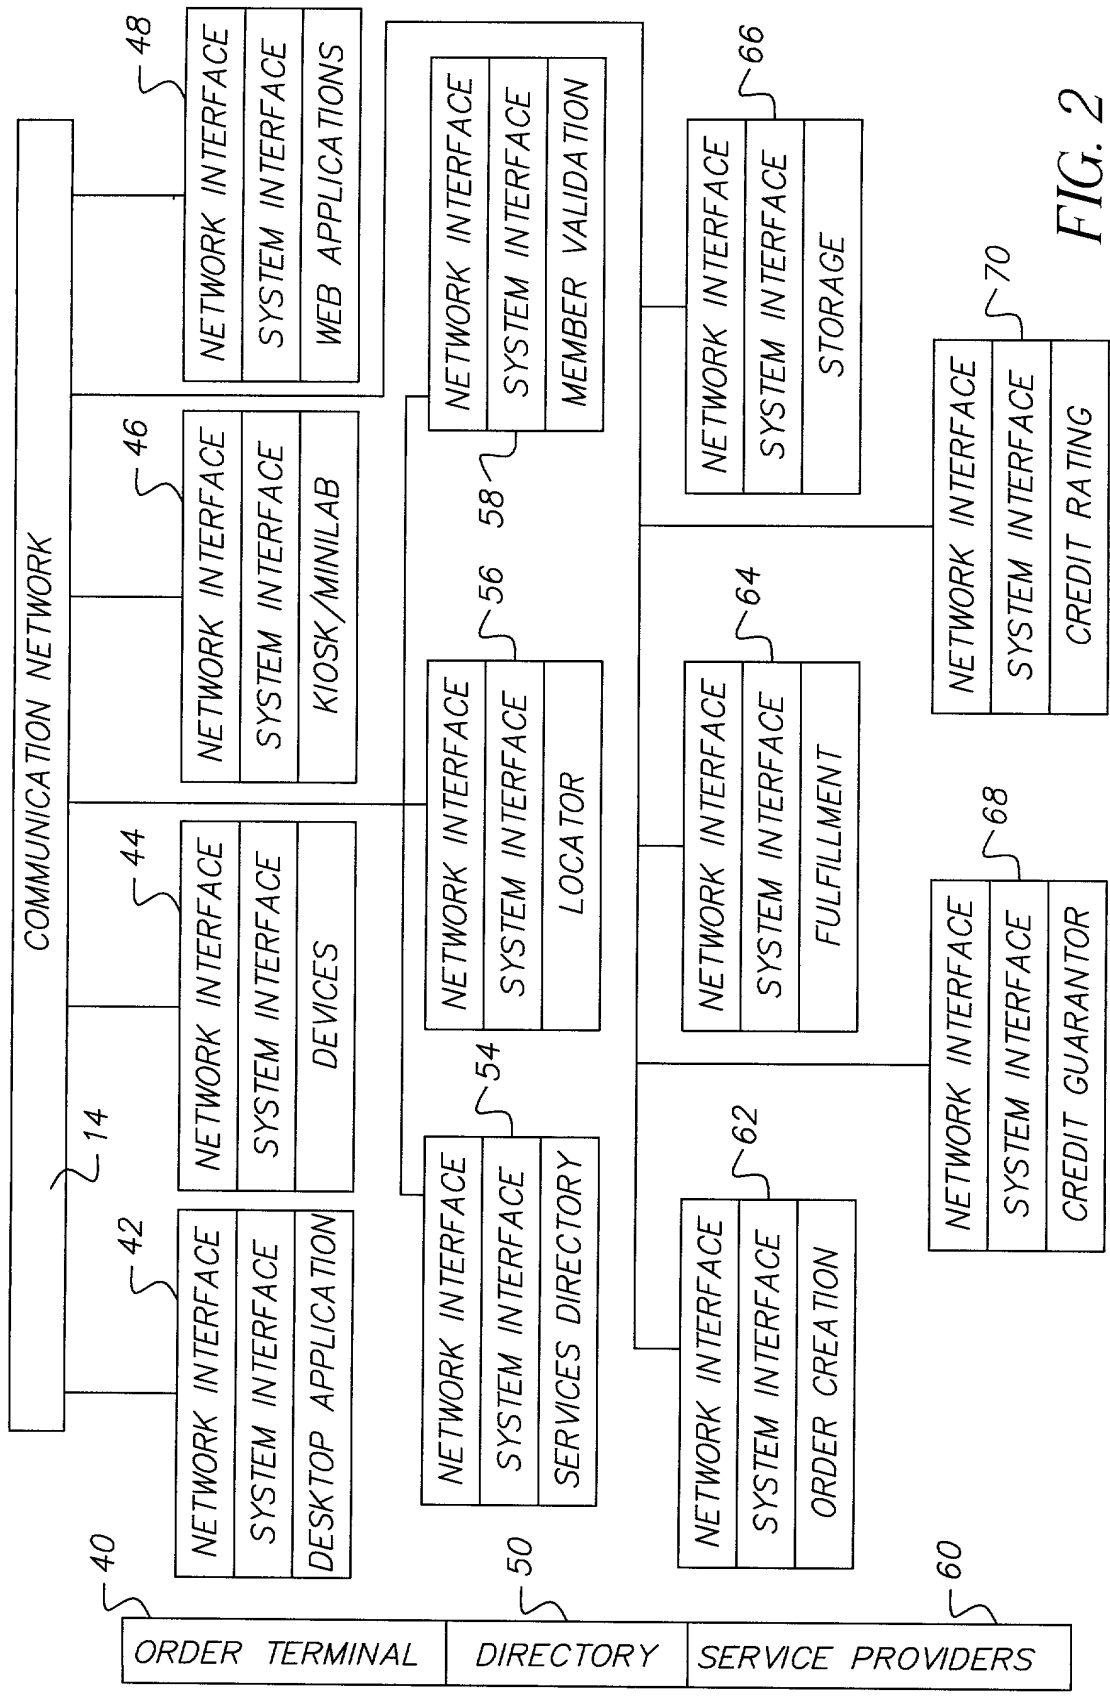 COMMUNICATION NETWORK
14
40
ORDER TERMINAL
42
NETWORK INTERFACE
SYSTEM INTERFACE
DESKTOP APPLICATION
44
NETWORK INTERFACE
SYSTEM INTERFACE
DEVICES
46
NETWORK INTERFACE
SYSTEM INTERFACE
KIOSK/MINILAB
48
NETWORK INTERFACE
SYSTEM INTERFACE
WEB APPLICATIONS
50
DIRECTORY
54
NETWORK INTERFACE
SYSTEM INTERFACE
SERVICES DIRECTORY
56
NETWORK INTERFACE
SYSTEM INTERFACE
LOCATOR
58
NETWORK INTERFACE
SYSTEM INTERFACE
MEMBER VALIDATION
60
SERVICE PROVIDERS
62
NETWORK INTERFACE
SYSTEM INTERFACE
ORDER CREATION
64
NETWORK INTERFACE
SYSTEM INTERFACE
FULFILLMENT
66
NETWORK INTERFACE
SYSTEM INTERFACE
STORAGE
68
NETWORK INTERFACE
SYSTEM INTERFACE
CREDIT GUARANTOR
70
NETWORK INTERFACE
SYSTEM INTERFACE
CREDIT RATING
FIG. 2